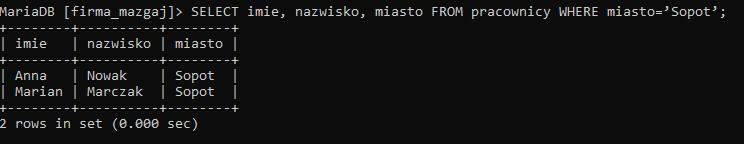 MariaDB [firma_mazgaj]> SELECT imie, nazwisko, miasto FROM pracownicy WHERE miasto=’Sopot’;
+--------+----------+--------+
| imie   | nazwisko | miasto |
+--------+----------+--------+
| Anna   | Nowak    | Sopot  |
| Marian | Marczak  | Sopot  |
+--------+----------+--------+
2 rows in set (0.000 sec)